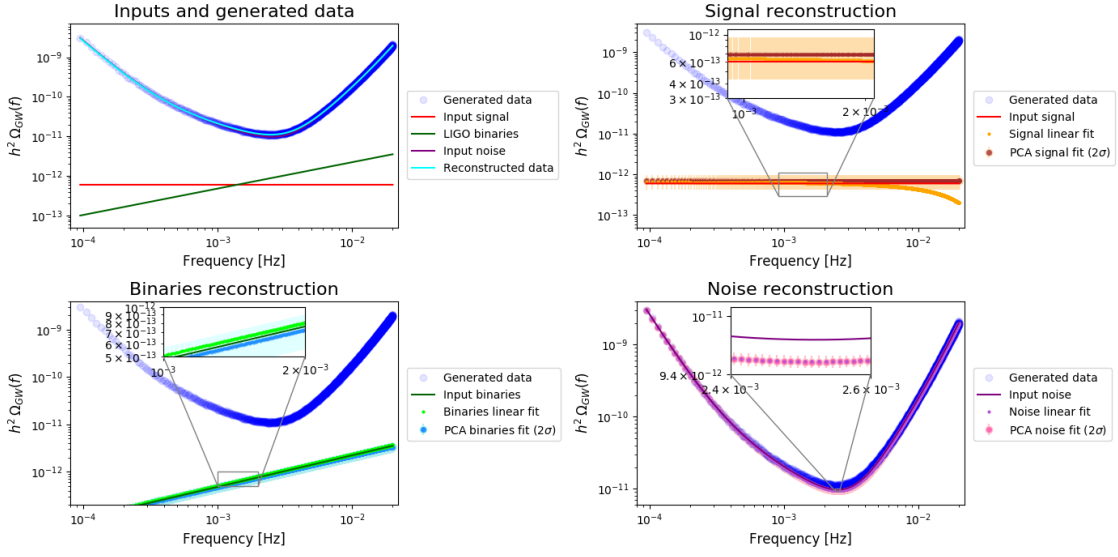 Inputs and generated data
10⁻⁹
10⁻¹⁰
10⁻¹¹
10⁻¹²
10⁻¹³
h² Ω_GW(f)
10⁻⁴
10⁻³
10⁻²
Frequency [Hz]
Generated data
Input signal
LIGO binaries
Input noise
Reconstructed data
Signal reconstruction
10⁻⁹
10⁻¹⁰
10⁻¹¹
10⁻¹²
10⁻¹³
h² Ω_GW(f)
10⁻¹²
6 × 10⁻¹³
10⁻¹³
3 × 10⁻¹³
10⁻³
2 × 10⁻³
10⁻⁴
10⁻³
10⁻²
Frequency [Hz]
Generated data
Input signal
Signal linear fit
PCA signal fit (2σ)
Binaries reconstruction
10⁻⁹
10⁻¹⁰
10⁻¹¹
10⁻¹²
h² Ω_GW(f)
10⁻¹²
9 × 10⁻¹³
8 × 10⁻¹³
10⁻¹³
6 × 10⁻¹³
5 × 10⁻¹³
10⁻³
2 × 10⁻³
10⁻⁴
10⁻³
10⁻²
Frequency [Hz]
Generated data
Input binaries
Binaries linear fit
PCA binaries fit (2σ)
Noise reconstruction
10⁻⁹
10⁻¹⁰
10⁻¹¹
h² Ω_GW(f)
10⁻¹¹
9.4 × 10⁻¹²
2.4 × 10⁻³
2.6 × 10⁻³
10⁻⁴
10⁻³
10⁻²
Frequency [Hz]
Generated data
Input noise
Noise linear fit
PCA noise fit (2σ)